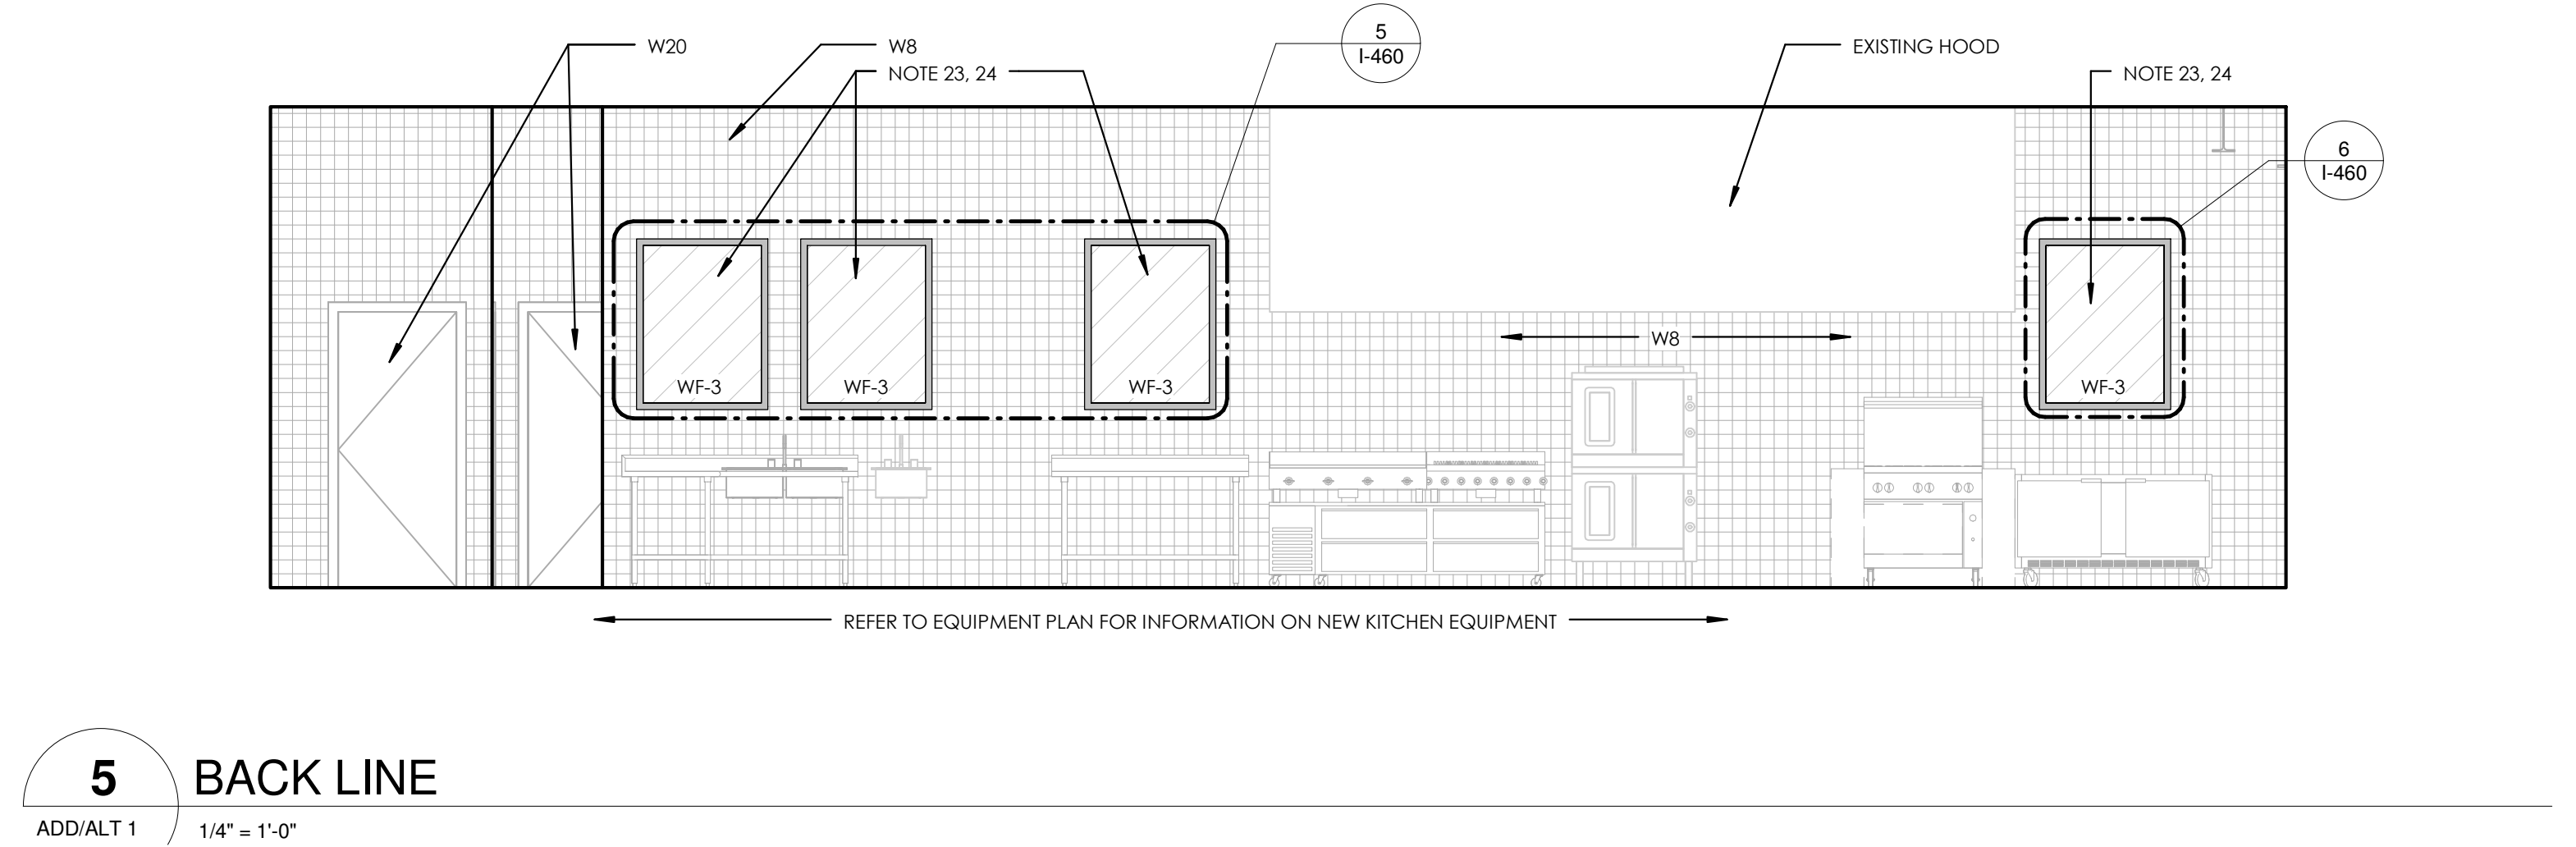 5
I-460
W20
W8
EXISTING HOOD
NOTE 23, 24
NOTE 23, 24
6
I-460
W8
WF-3
WF-3
WF-3
WF-3
REFER TO EQUIPMENT PLAN FOR INFORMATION ON NEW KITCHEN EQUIPMENT
5
BACK LINE
ADD/ALT 1
1/4" = 1'-0"